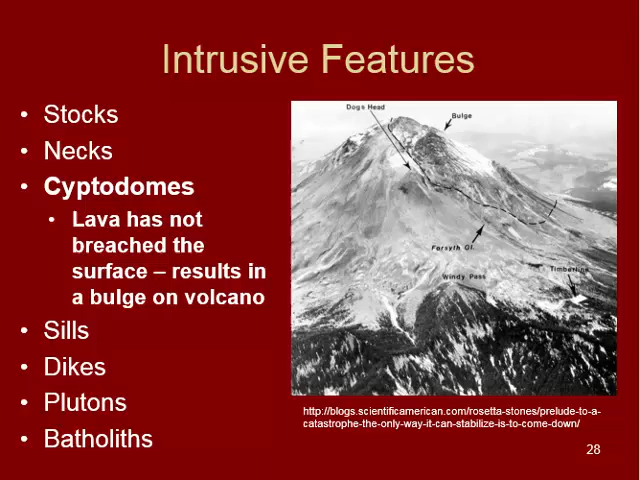 Intrusive Features
• Stocks
• Necks
• Cyptodomes
• Lava has not
breached the
surface – results in
a bulge on volcano
• Sills
• Dikes
• Plutons
• Batholiths
Dogs Head
Bulge
Forsyth Gl.
Windy Pass
Timberline
http://blogs.scientificamerican.com/rosetta-stones/prelude-to-a-
catastrophe-the-only-way-it-can-stabilize-is-to-come-down/
28